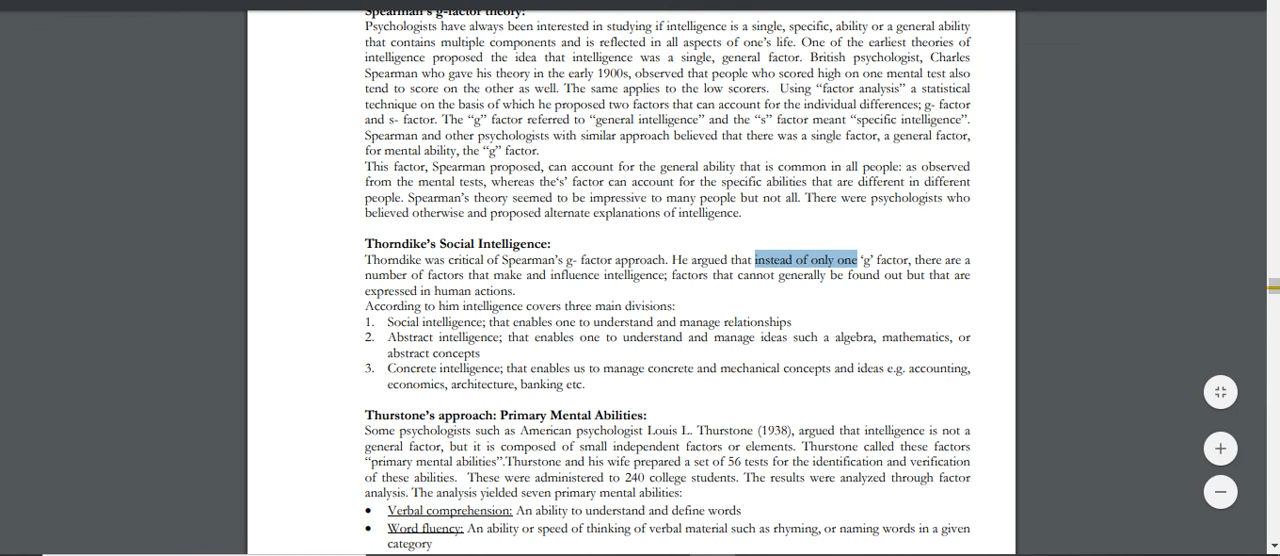 Spearman's g-factor theory:
Psychologists have always been interested in studying if intelligence is a single, specific, ability or a general ability
that contains multiple components and is reflected in all aspects of one's life. One of the earliest theories of
intelligence proposed the idea that intelligence was a single, general factor. British psychologist, Charles
Spearman who gave his theory in the early 1900s, observed that people who scored high on one mental test also
tend to score on the other as well. The same applies to the low scorers. Using “factor analysis” a statistical
technique on the basis of which he proposed two factors that can account for the individual differences; g- factor
and s- factor. The “g” factor referred to “general intelligence” and the “s” factor meant “specific intelligence”.
Spearman and other psychologists with similar approach believed that there was a single factor, a general factor,
for mental ability, the “g” factor.
This factor, Spearman proposed, can account for the general ability that is common in all people: as observed
from the mental tests, whereas the‘s’ factor can account for the specific abilities that are different in different
people. Spearman's theory seemed to be impressive to many people but not all. There were psychologists who
believed otherwise and proposed alternate explanations of intelligence.
Thorndike's Social Intelligence:
Thorndike was critical of Spearman's g- factor approach. He argued that instead of only one ‘g’ factor, there are a
number of factors that make and influence intelligence; factors that cannot generally be found out but that are
expressed in human actions.
According to him intelligence covers three main divisions:
1. Social intelligence; that enables one to understand and manage relationships
2. Abstract intelligence; that enables one to understand and manage ideas such a algebra, mathematics, or
abstract concepts
3. Concrete intelligence; that enables us to manage concrete and mechanical concepts and ideas e.g. accounting,
economics, architecture, banking etc.
Thurstone's approach: Primary Mental Abilities:
Some psychologists such as American psychologist Louis L. Thurstone (1938), argued that intelligence is not a
general factor, but it is composed of small independent factors or elements. Thurstone called these factors
“primary mental abilities”.Thurstone and his wife prepared a set of 56 tests for the identification and verification
of these abilities. These were administered to 240 college students. The results were analyzed through factor
analysis. The analysis yielded seven primary mental abilities:
• Verbal comprehension: An ability to understand and define words
• Word fluency: An ability or speed of thinking of verbal material such as rhyming, or naming words in a given
category